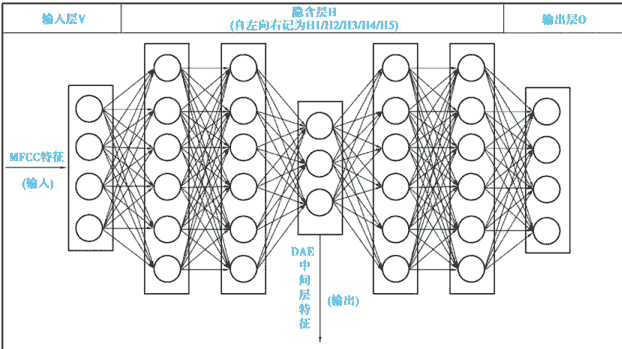 输入层V
隐含层H
(自左向右记为H1/H2/H3/H4/H5)
输出层O
MFCC特征
(输入)
DAE
中
间
层
特
征
(输出)